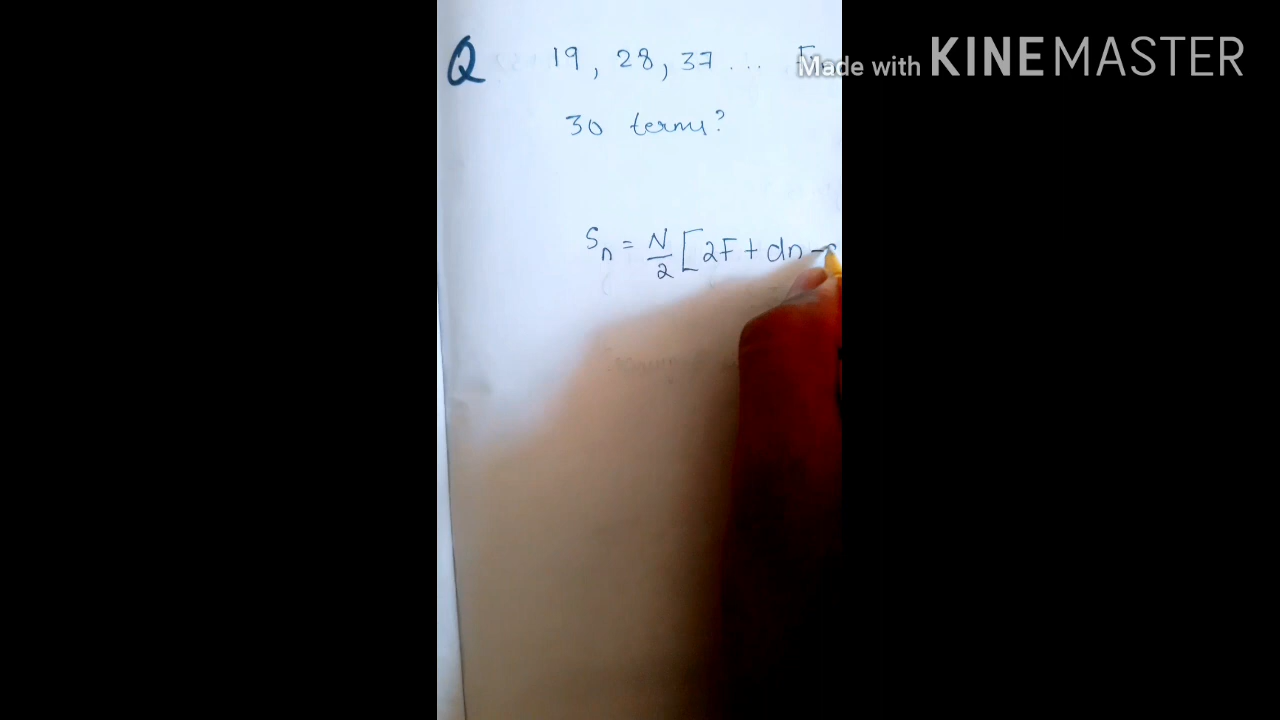 Made with KINEMASTER
Q 19, 28, 37 ...
30 terms?
Sn = N/2 [2F + dn -